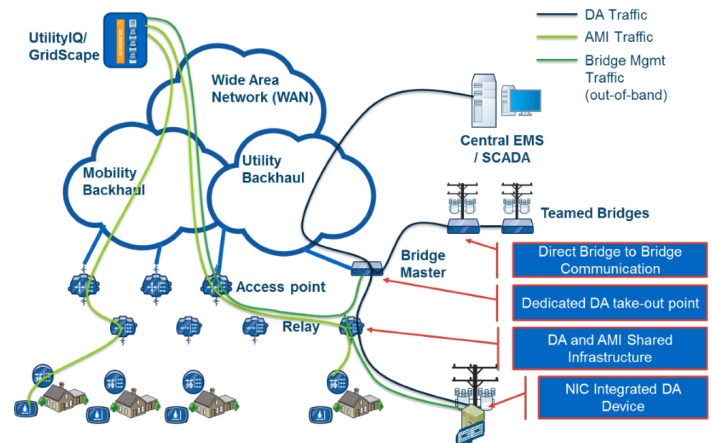 UtilityIQ/
GridScape
Wide Area
Network (WAN)
Mobility
Backhaul
Utility
Backhaul
DA Traffic
AMI Traffic
Bridge Mgmt
Traffic
(out-of-band)
Central EMS
/ SCADA
Teamed Bridges
Bridge
Master
Access point
Relay
Direct Bridge to Bridge
Communication
Dedicated DA take-out point
DA and AMI Shared
Infrastructure
NIC Integrated DA
Device